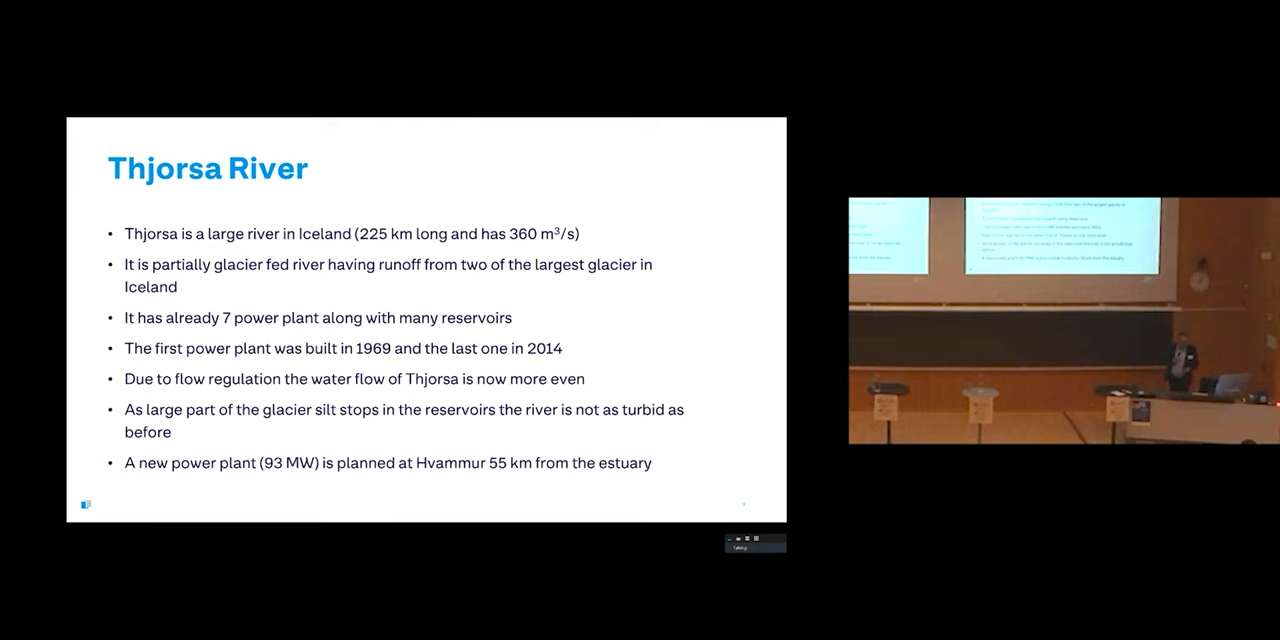 Thjorsa River
• Thjorsa is a large river in Iceland (225 km long and has 360 m³/s)
• It is partially glacier fed river having runoff from two of the largest glacier in
Iceland
• It has already 7 power plant along with many reservoirs
• The first power plant was built in 1969 and the last one in 2014
• Due to flow regulation the water flow of Thjorsa is now more even
• As large part of the glacier silt stops in the reservoirs the river is not as turbid as
before
• A new power plant (93 MW) is planned at Hvammur 55 km from the estuary
Talking: